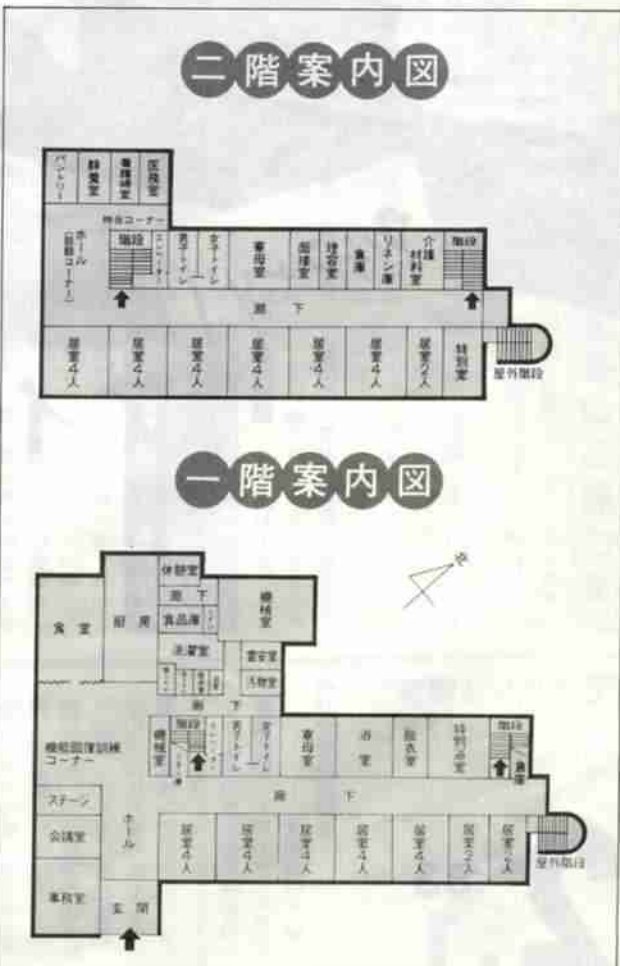 二階案内図
パントリー
静養室
看護婦室
医務室
待合コーナー
ホール
(談話コーナー)
階段
エレベーター
男子トイレ
女子トイレ
寮母室
面接室
理容室
倉庫
リネン庫
介護材料室
階段
廊下
居室4人
居室4人
居室4人
居室4人
居室4人
居室4人
居室2人
特別室
屋外階段
一階案内図
北
食堂
厨房
休憩室
廊下
食品庫
機械室
洗濯室
霊安室
汚物室
廊下
機能回復訓練
コーナー
機械室
階段
エレベーター
男子トイレ
女子トイレ
寮母室
浴室
脱衣室
特別浴室
階段
倉庫
ステージ
会議室
事務室
ホール
玄関
廊下
居室4人
居室4人
居室4人
居室4人
居室4人
居室2人
居室2人
屋外階段